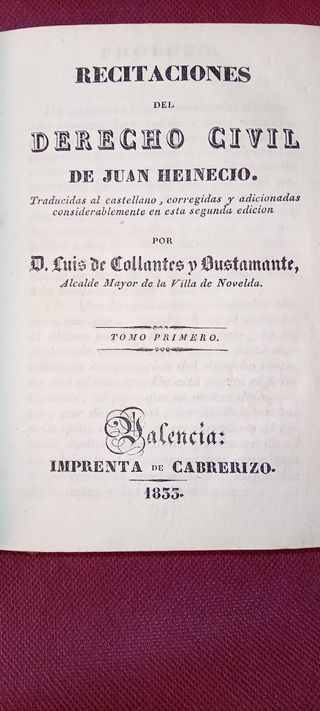 RECITACIONES
DEL
DERECHO CIVIL
DE JUAN HEINECIO.
Traducidas al castellano, corregidas y adicionadas
considerablemente en esta segunda edicion
POR
D. Luis de Collantes y Bustamante,
Alcalde Mayor de la Villa de Novelda.
TOMO PRIMERO.
Valencia:
IMPRENTA DE CABRERIZO.
1833.